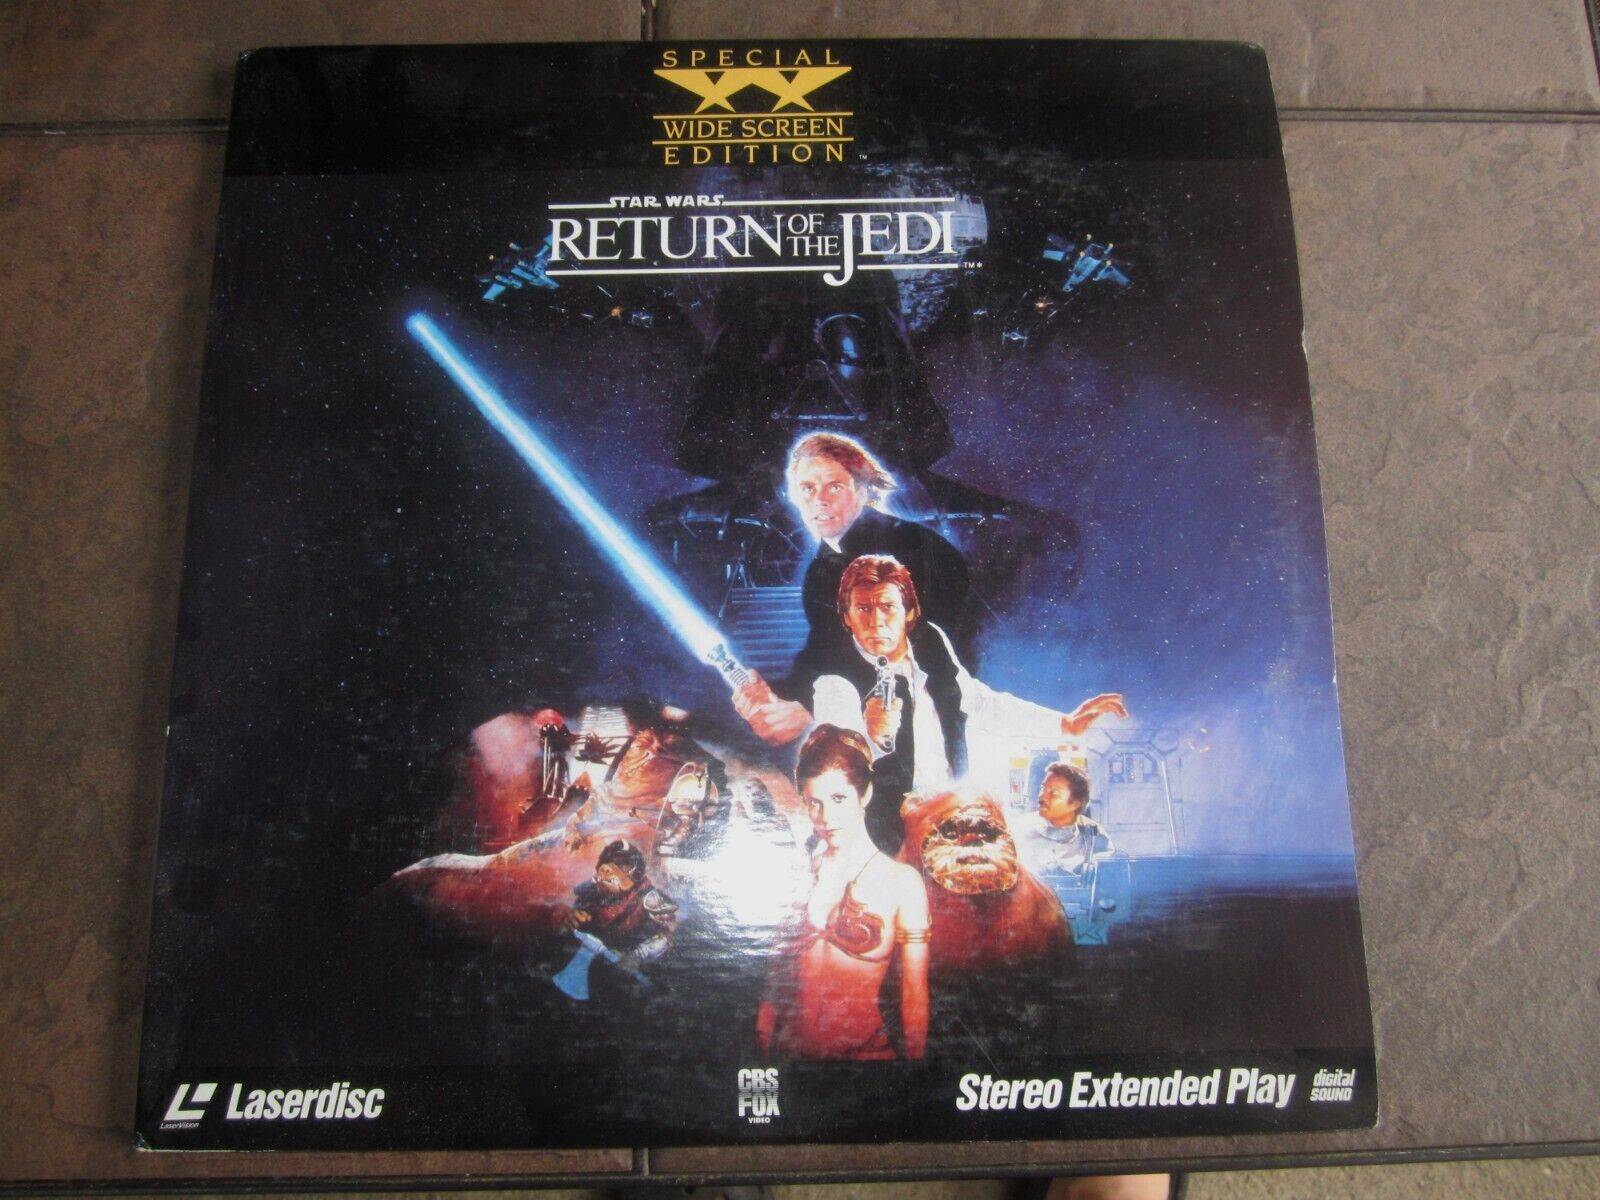 SPECIAL
WIDE SCREEN
EDITION ™
STAR WARS
RETURN OF THE JEDI ™*
LaserVision
Laserdisc
CBS
FOX
VIDEO
Stereo Extended Play
digital
SOUND